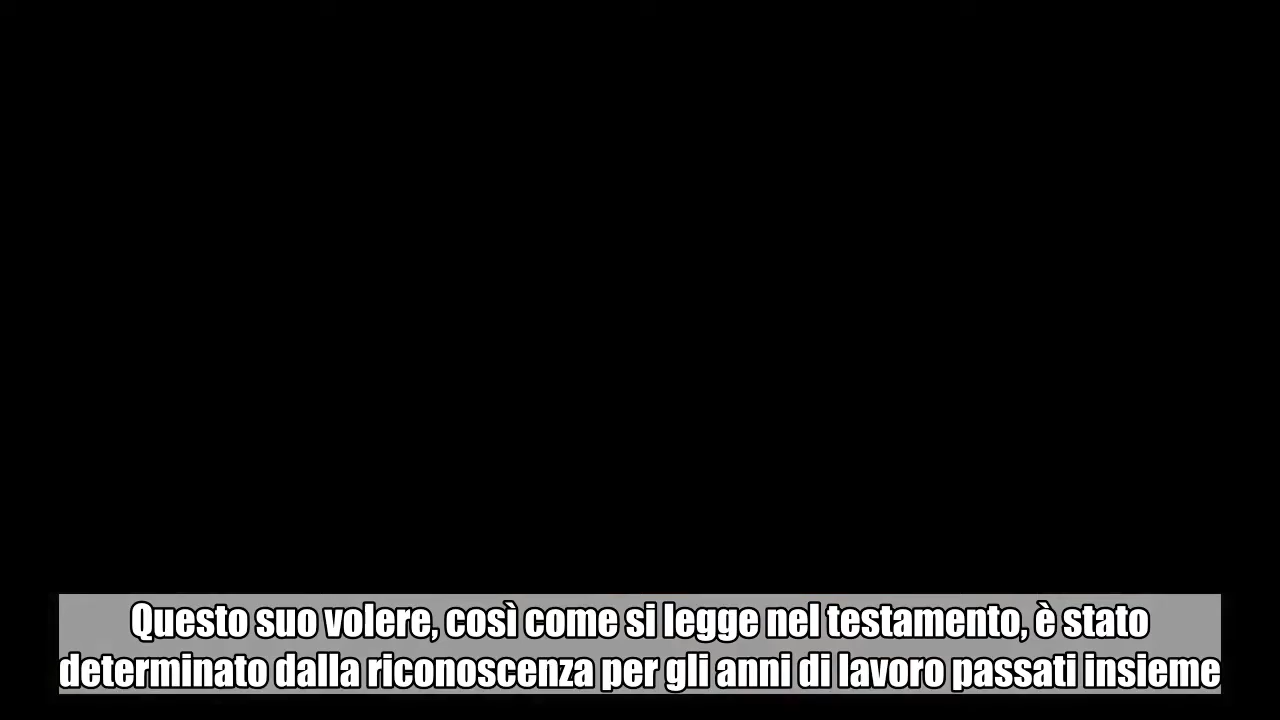 Questo suo volere, così come si legge nel testamento, è stato
determinato dalla riconoscenza per gli anni di lavoro passati insieme